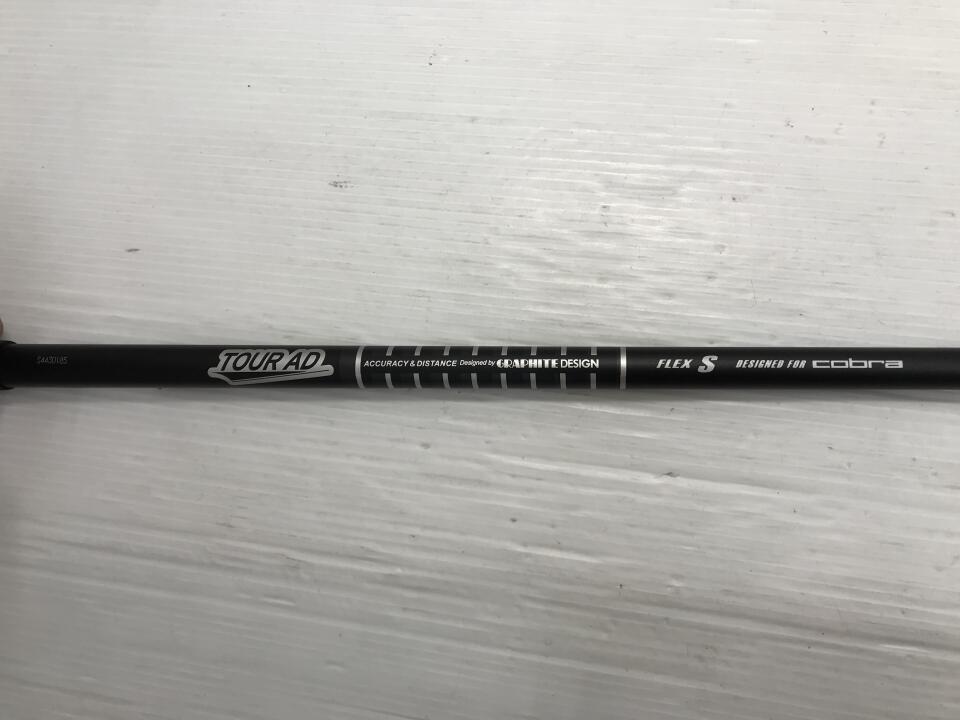 TOUR AD
ACCURACY & DISTANCE Designed by GRAPHITE DESIGN
FLEX S DESIGNED FOR cobra